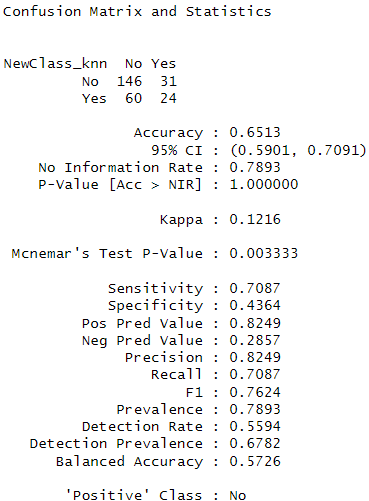 Confusion Matrix and Statistics
NewClass_knn No Yes
No 146 31
Yes 60 24
Accuracy : 0.6513
95% CI : (0.5901, 0.7091)
No Information Rate : 0.7893
P-Value [Acc > NIR] : 1.000000
Kappa : 0.1216
Mcnemar's Test P-Value : 0.003333
Sensitivity : 0.7087
Specificity : 0.4364
Pos Pred Value : 0.8249
Neg Pred Value : 0.2857
Precision : 0.8249
Recall : 0.7087
F1 : 0.7624
Prevalence : 0.7893
Detection Rate : 0.5594
Detection Prevalence : 0.6782
Balanced Accuracy : 0.5726
'Positive' Class : No